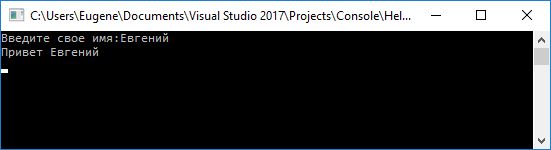 C:\Users\Eugene\Documents\Visual Studio 2017\Projects\Console\Hel...
Введите свое имя:Евгений
Привет Евгений